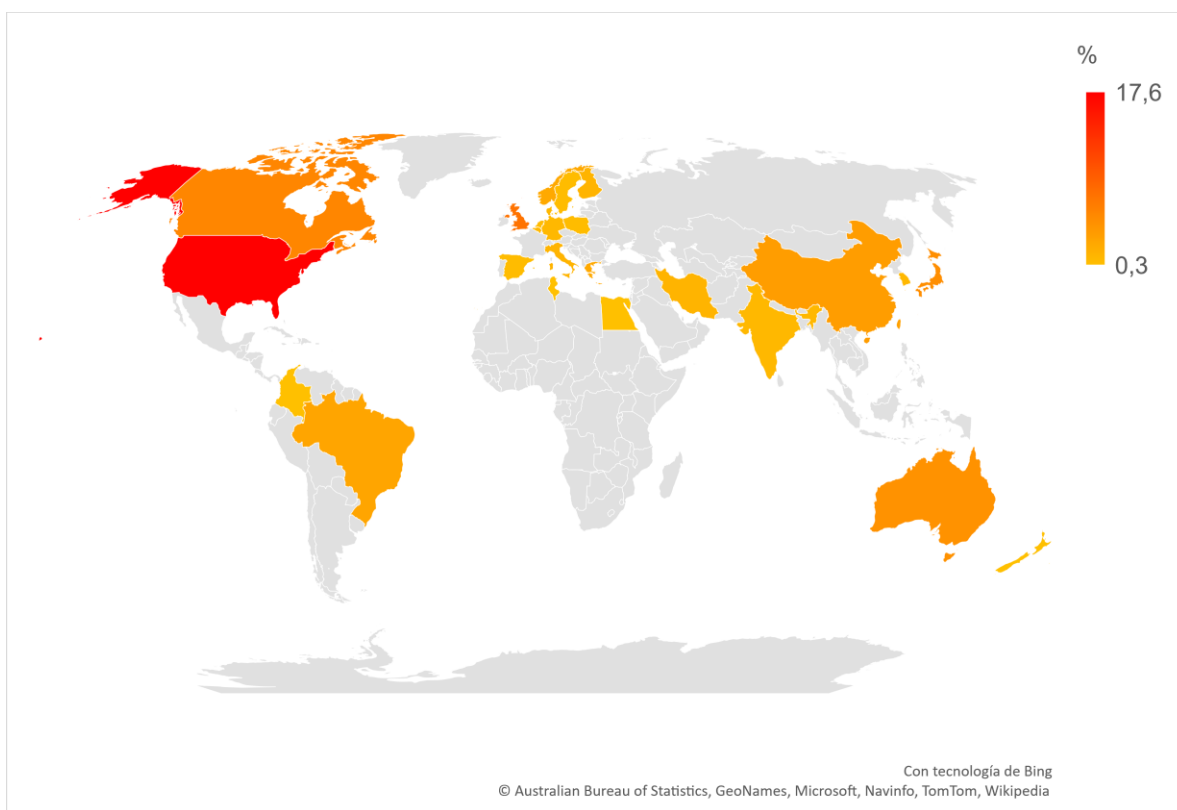 %
17,6
0,3
Con tecnología de Bing
© Australian Bureau of Statistics, GeoNames, Microsoft, Navinfo, TomTom, Wikipedia